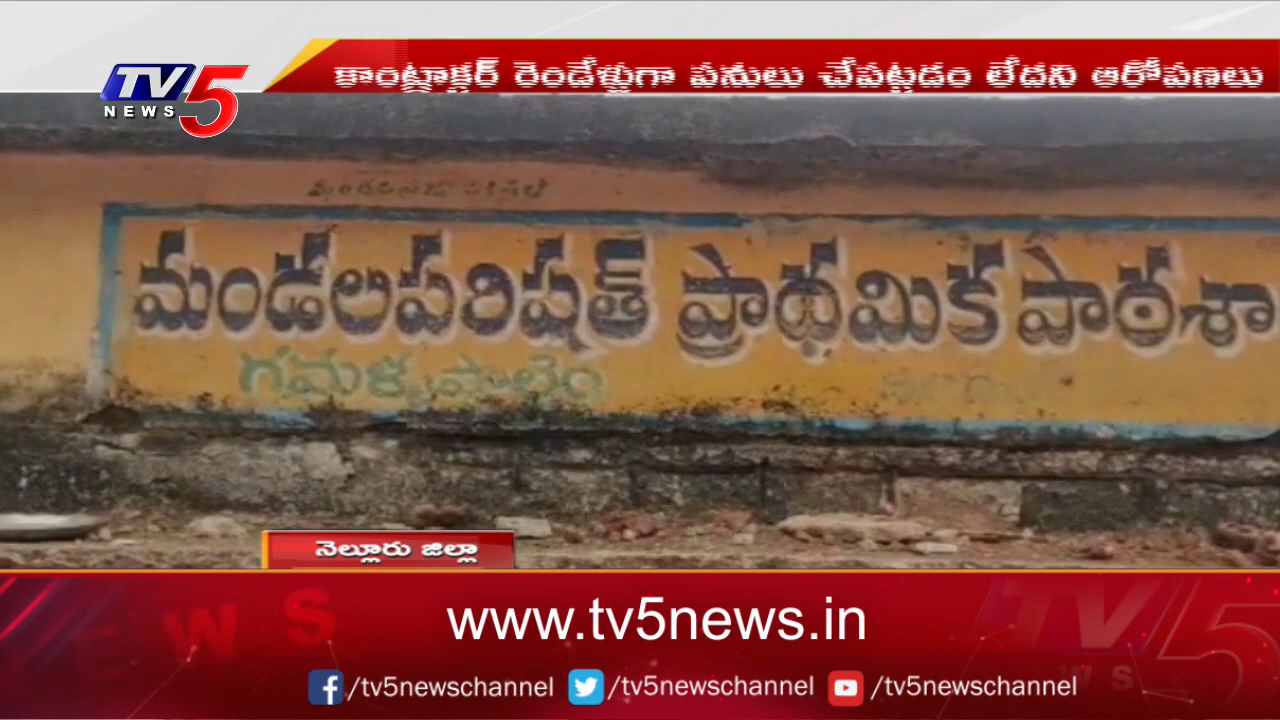 TV5
NEWS
కాంట్రాక్టర్ రెండేళ్లుగా పనులు చేపట్టడం లేదని ఆరోపణలు
మండలపరిషత్ ప్రాథమిక పాఠశా
నెల్లూరు జిల్లా
www.tv5news.in
/tv5newschannel /tv5newschannel /tv5newschannel